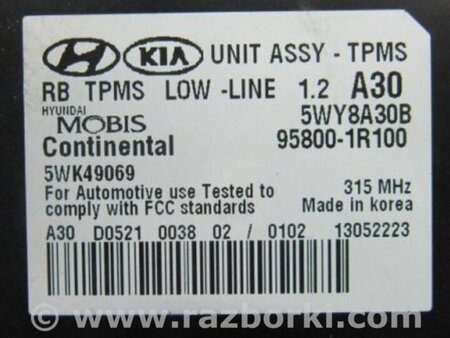 HYUNDAI KIA UNIT ASSY - TPMS
RB TPMS LOW -LINE 1.2 A30
HYUNDAI MOBIS 5WY8A30B
Continental 95800-1R100
5WK49069
For Automotive use Tested to 315 MHz
comply with FCC standards Made in korea
A30 D0521 0038 02 / 0102 13052223
© www.razborki.com